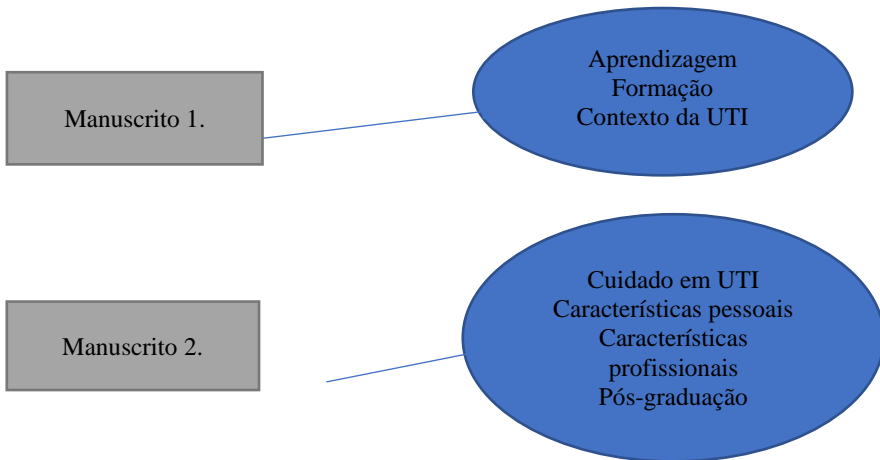 Manuscrito 1.
Aprendizagem
Formação
Contexto da UTI
Manuscrito 2.
Cuidado em UTI
Características pessoais
Características
profissionais
Pós-graduação